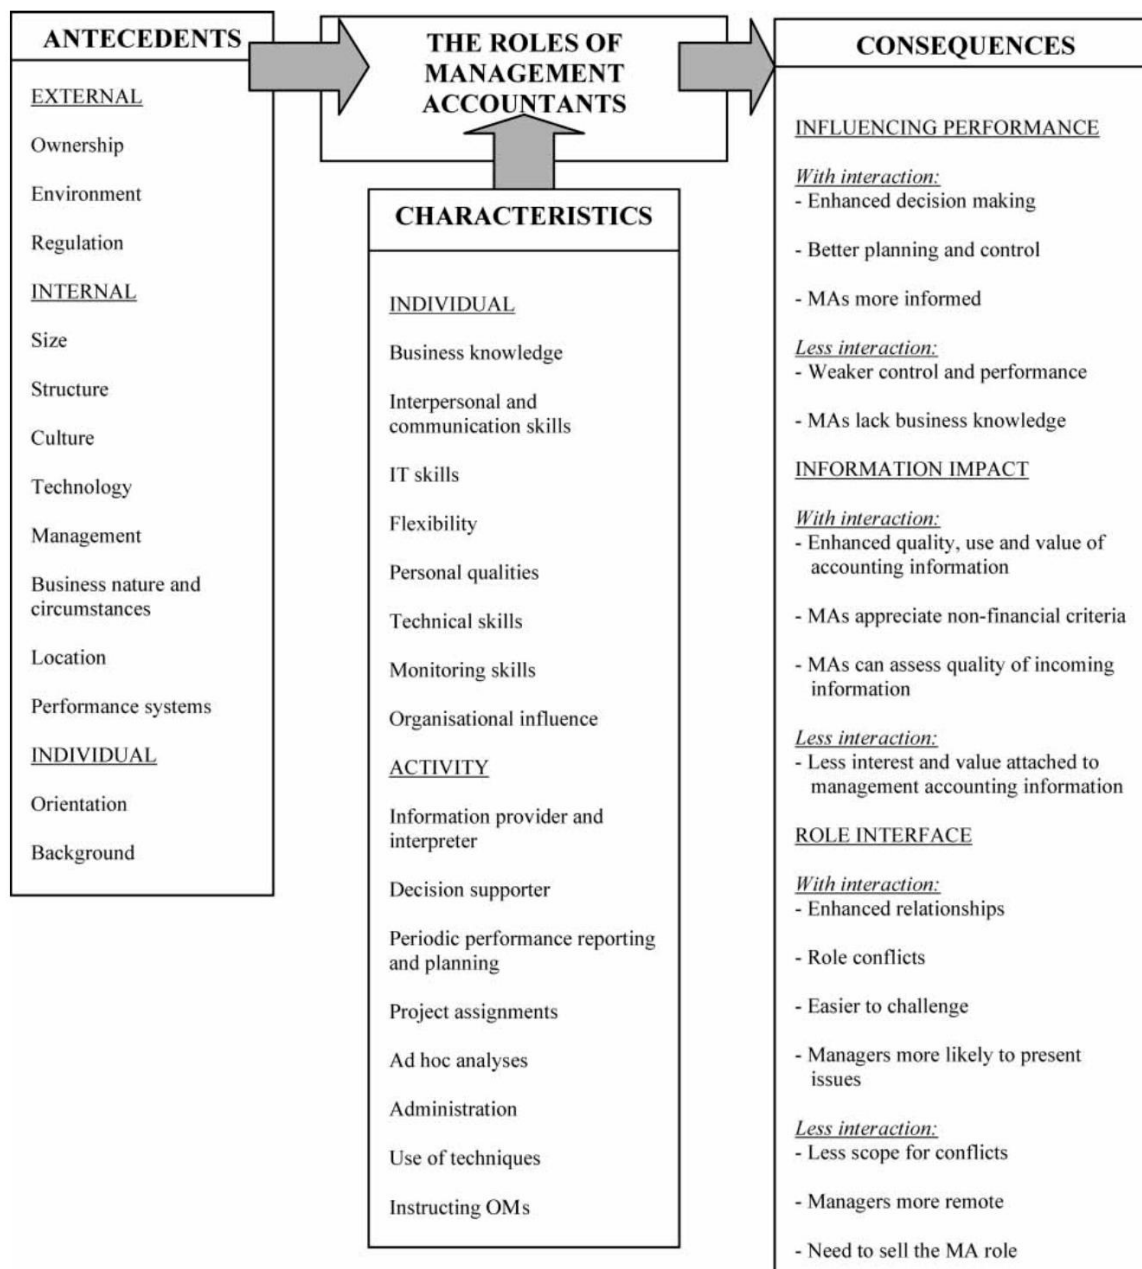 ANTECEDENTS
EXTERNAL
Ownership
Environment
Regulation
INTERNAL
Size
Structure
Culture
Technology
Management
Business nature and
circumstances
Location
Performance systems
INDIVIDUAL
Orientation
Background
THE ROLES OF
MANAGEMENT
ACCOUNTANTS
CHARACTERISTICS
INDIVIDUAL
Business knowledge
Interpersonal and
communication skills
IT skills
Flexibility
Personal qualities
Technical skills
Monitoring skills
Organisational influence
ACTIVITY
Information provider and
interpreter
Decision supporter
Periodic performance reporting
and planning
Project assignments
Ad hoc analyses
Administration
Use of techniques
Instructing OMs
CONSEQUENCES
INFLUENCING PERFORMANCE
With interaction:
- Enhanced decision making
- Better planning and control
- MAs more informed
Less interaction:
- Weaker control and performance
- MAs lack business knowledge
INFORMATION IMPACT
With interaction:
- Enhanced quality, use and value of
accounting information
- MAs appreciate non-financial criteria
- MAs can assess quality of incoming
information
Less interaction:
- Less interest and value attached to
management accounting information
ROLE INTERFACE
With interaction:
- Enhanced relationships
- Role conflicts
- Easier to challenge
- Managers more likely to present
issues
Less interaction:
- Less scope for conflicts
- Managers more remote
- Need to sell the MA role